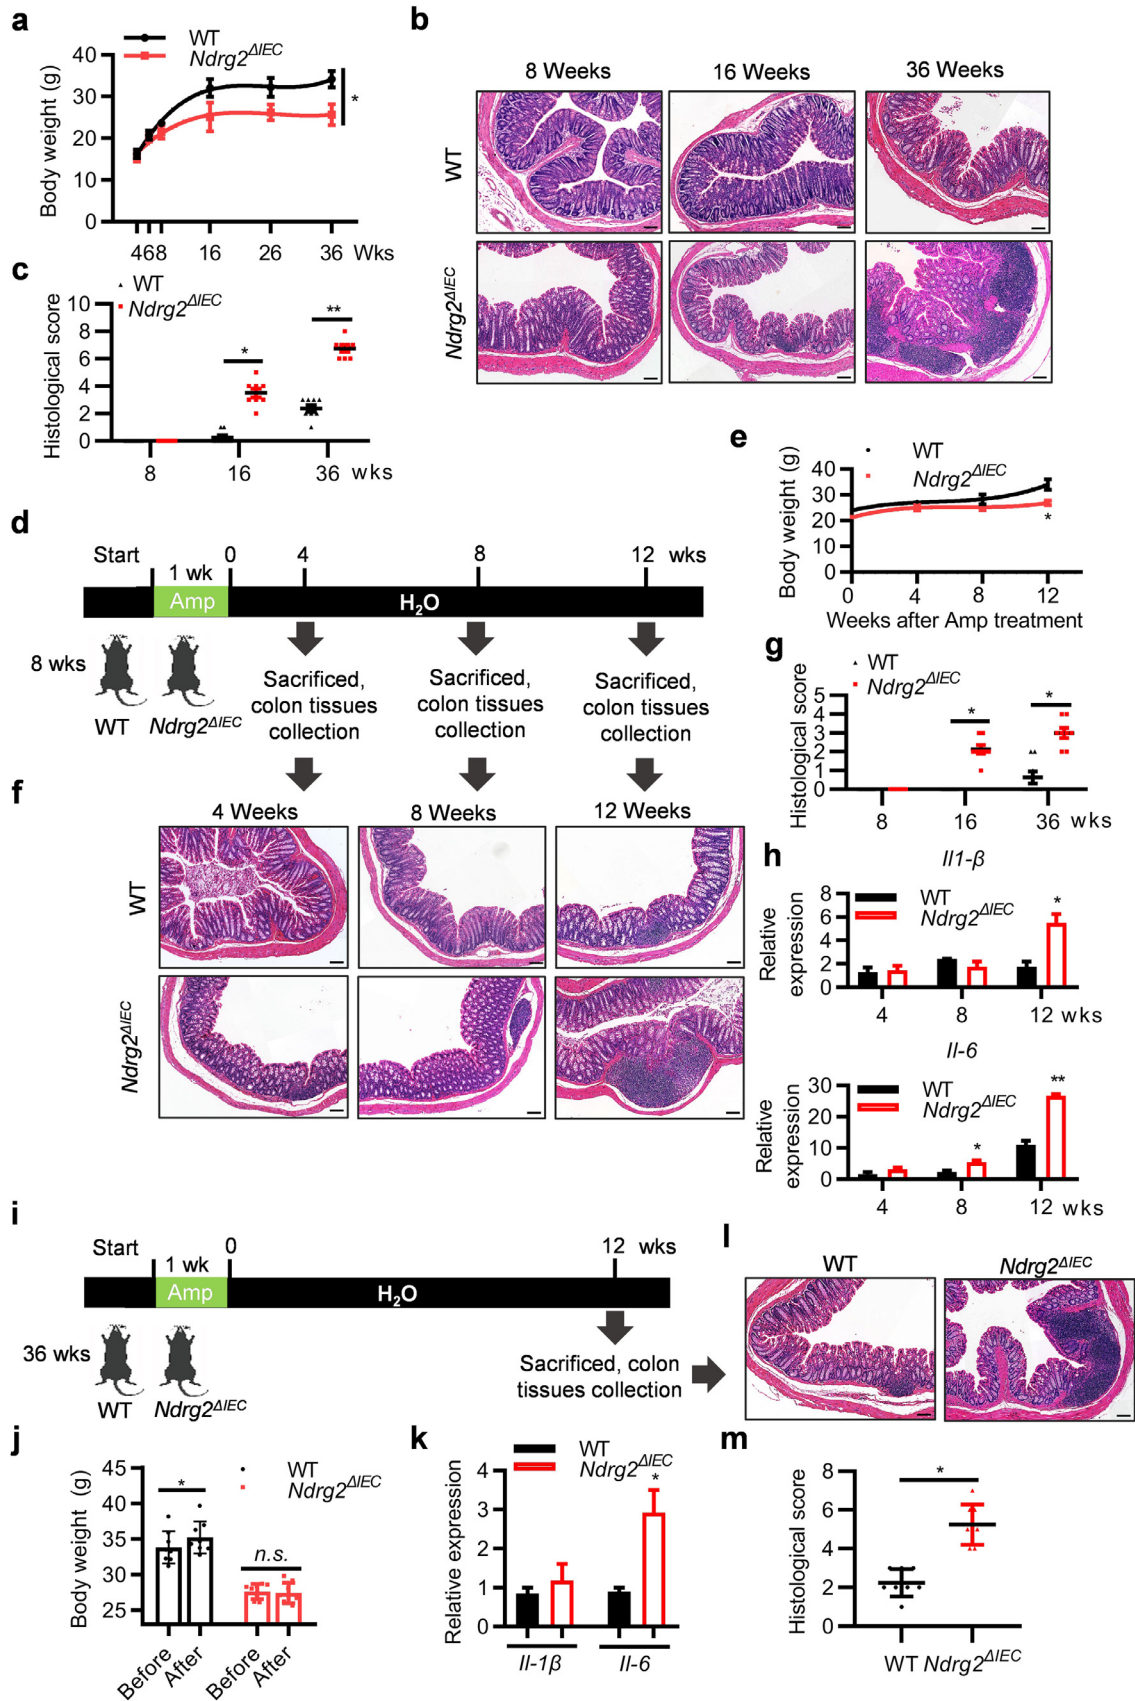 a
WT
Ndrg2ΔIEC
Body weight (g)
40
30
20
10
0
4 6 8 16 26 36 Wks
*
b
8 Weeks 16 Weeks 36 Weeks
WT
Ndrg2ΔIEC
c
WT
Ndrg2ΔIEC
Histological score
10
8
6
4
2
0
* **
8 16 36 wks
d
Start 0 4 8 12 wks
1 wk
Amp H2O
8 wks
WT Ndrg2ΔIEC
Sacrificed, colon tissues collection
Sacrificed, colon tissues collection
Sacrificed, colon tissues collection
e
WT
Ndrg2ΔIEC
Body weight (g)
40
30
20
10
0
*
0 4 8 12
Weeks after Amp treatment
f
4 Weeks 8 Weeks 12 Weeks
WT
Ndrg2ΔIEC
g
WT
Ndrg2ΔIEC
Histological score
5
4
3
2
1
0
* *
8 16 36 wks
h
Il1-β
WT
Ndrg2ΔIEC
Relative expression
8
6
4
2
0
*
4 8 12 wks
Il-6
WT
Ndrg2ΔIEC
Relative expression
30
20
10
0
* **
4 8 12 wks
i
Start 0 12 wks
1 wk
Amp H2O
36 wks
WT Ndrg2ΔIEC
Sacrificed, colon
tissues collection
l
WT Ndrg2ΔIEC
j
WT
Ndrg2ΔIEC
Body weight (g)
45
40
35
30
25
* n.s.
Before After Before After
k
WT
Ndrg2ΔIEC
Relative expression
4
3
2
1
0
*
Il-1β Il-6
m
Histological score
8
6
4
2
0
*
WT Ndrg2ΔIEC